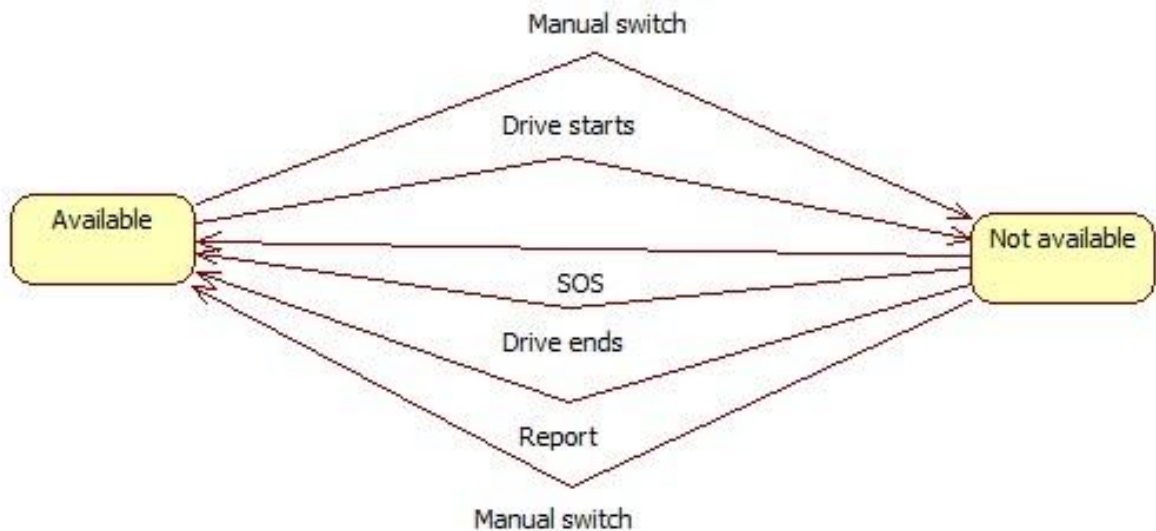 Manual switch
Drive starts
Available
Not available
SOS
Drive ends
Report
Manual switch